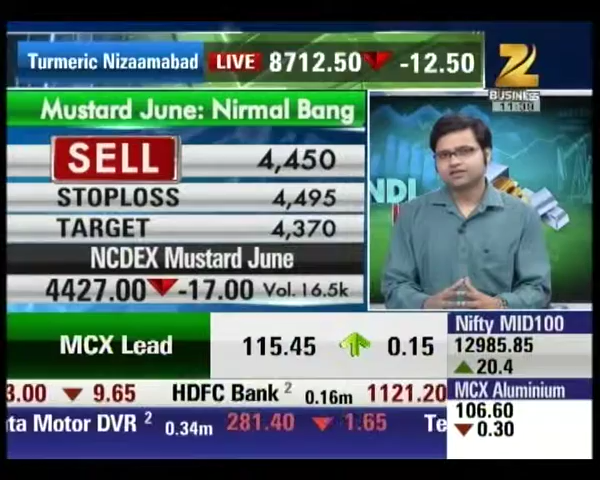 Turmeric Nizaamabad LIVE 8712.50 -12.50
Z
BUSINESS
11:30
Mustard June: Nirmal Bang
SELL 4,450
STOPLOSS 4,495
TARGET 4,370
NCDEX Mustard June
4427.00 -17.00 Vol. 16.5k
NDI
MCX Lead 115.45 0.15
Nifty MID100
12985.85
20.4
3.00 9.65 HDFC Bank 2 0.16m 1121.20
MCX Aluminium
106.60
0.30
ta Motor DVR 2 0.34m 281.40 1.65 Te